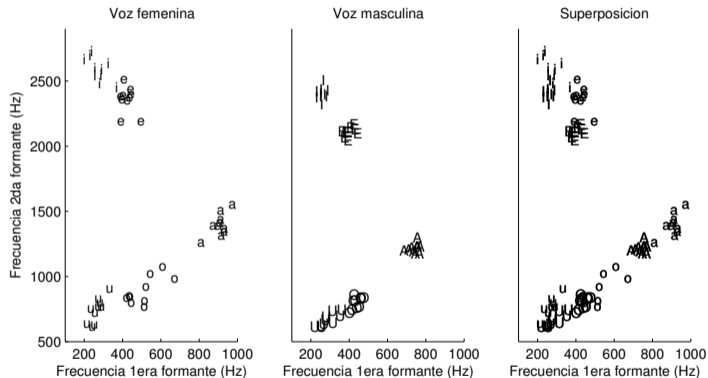 Voz femenina
Voz masculina
Superposicion
Frecuencia 2da formante (Hz)
2500
2000
1500
1000
500
200 400 600 800 1000
200 400 600 800 1000
200 400 600 800 1000
Frecuencia 1era formante (Hz)
Frecuencia 1era formante (Hz)
Frecuencia 1era formante (Hz)